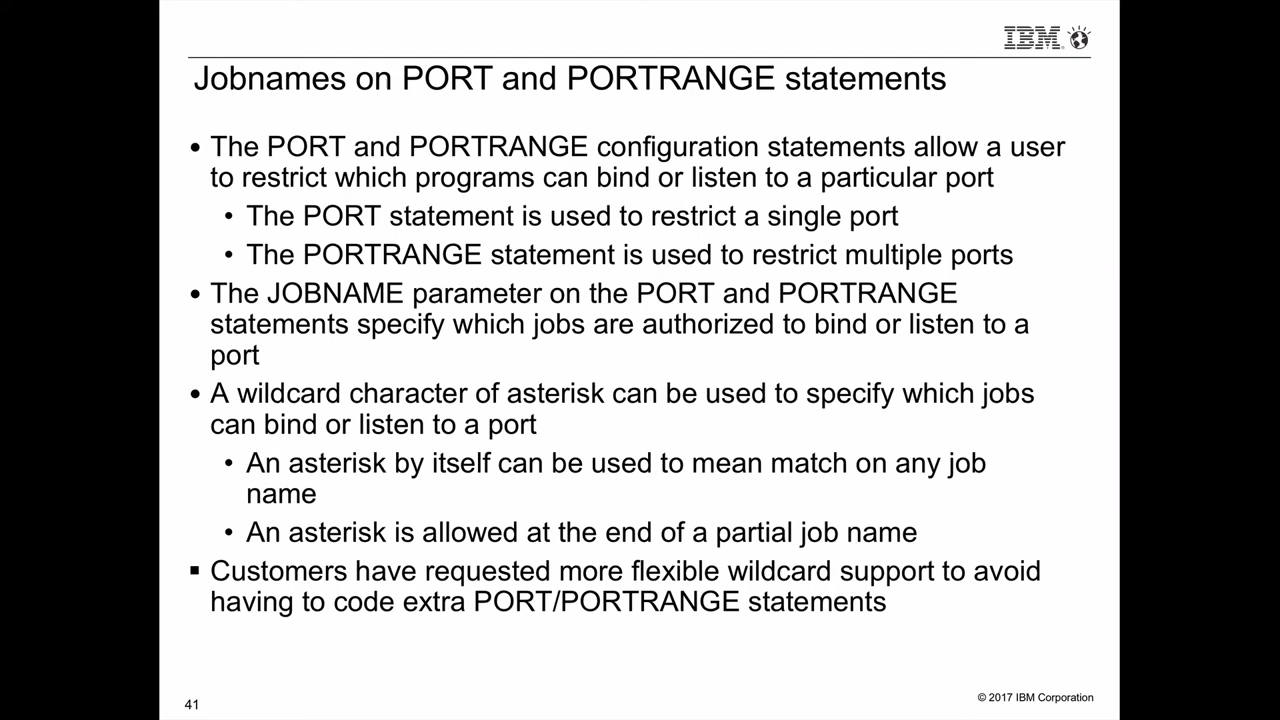 IBM
Jobnames on PORT and PORTRANGE statements
• The PORT and PORTRANGE configuration statements allow a user
to restrict which programs can bind or listen to a particular port
• The PORT statement is used to restrict a single port
• The PORTRANGE statement is used to restrict multiple ports
• The JOBNAME parameter on the PORT and PORTRANGE
statements specify which jobs are authorized to bind or listen to a
port
• A wildcard character of asterisk can be used to specify which jobs
can bind or listen to a port
• An asterisk by itself can be used to mean match on any job
name
• An asterisk is allowed at the end of a partial job name
▪ Customers have requested more flexible wildcard support to avoid
having to code extra PORT/PORTRANGE statements
41
© 2017 IBM Corporation